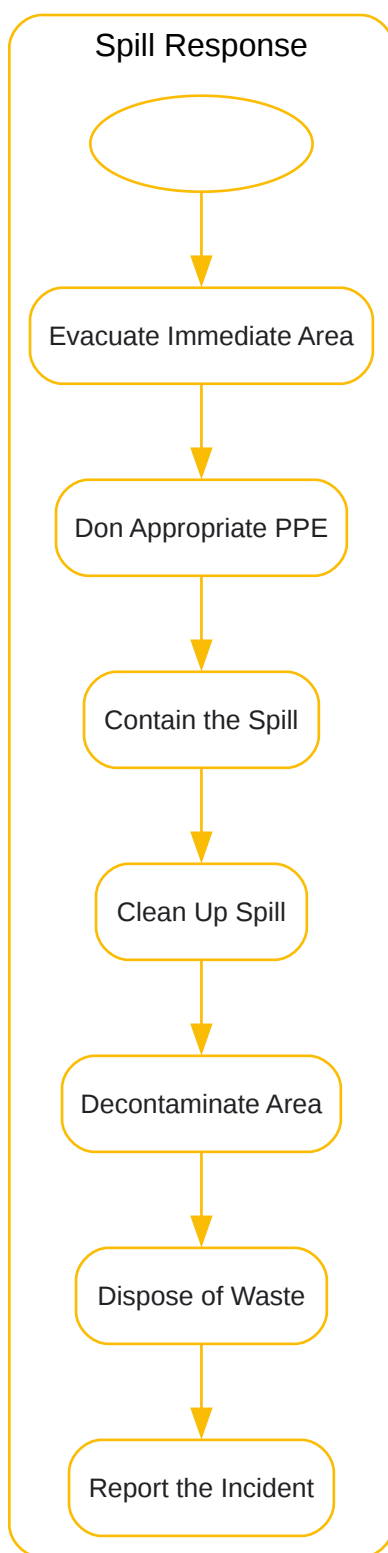 Spill Response
Evacuate Immediate Area
Don Appropriate PPE
Contain the Spill
Clean Up Spill
Decontaminate Area
Dispose of Waste
Report the Incident